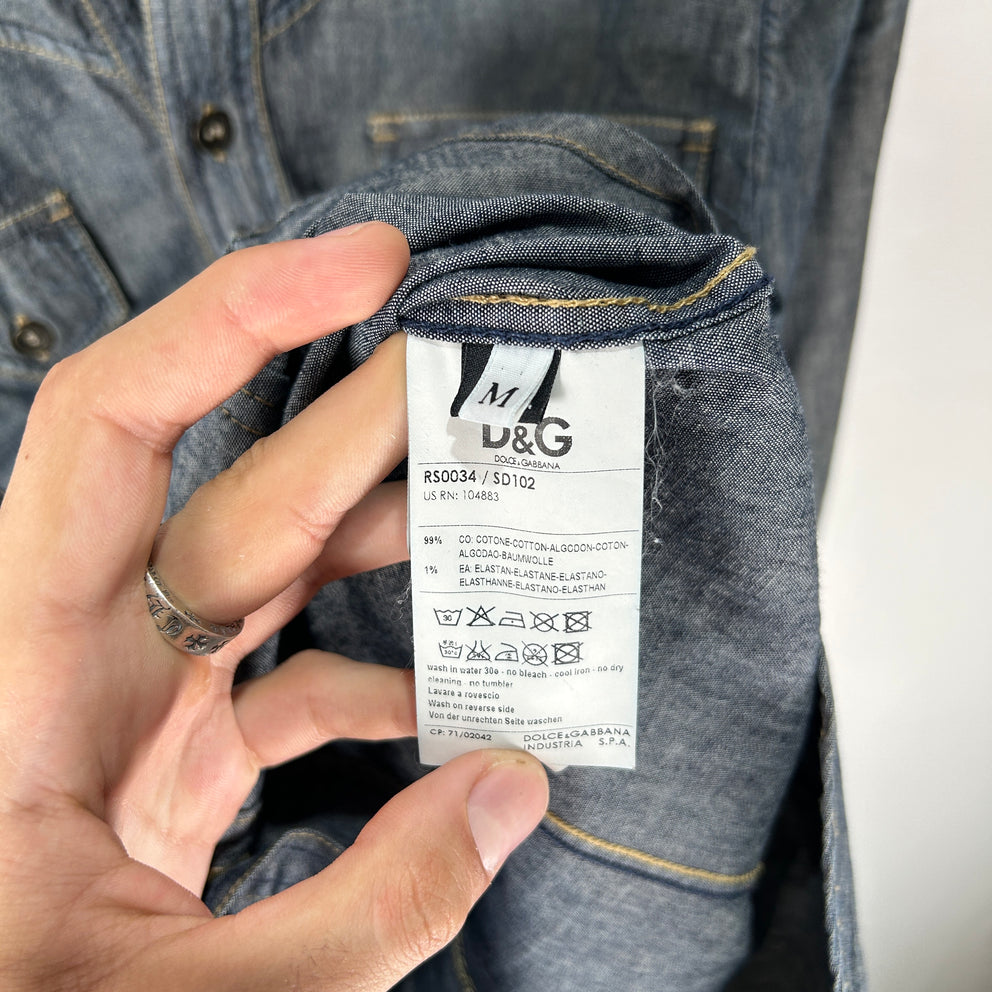 M
D&G
DOLCE & GABBANA
RS0034 / SD102
US RN: 104883
99% CO: COTONE-COTTON-ALGODON-COTON-
ALGODAO-BAUMWOLLE
1% EA: ELASTAN-ELASTANE-ELASTANO-
ELASTHANNE-ELASTANO-ELASTHAN
30
30°
wash in water 30e - no bleach - cool iron - no dry
cleaning - no tumbler
Lavare a rovescio
Wash on reverse side
Von der unrechten Seite waschen
CP: 71/02042 DOLCE&GABBANA
INDUSTRIA S.P.A.